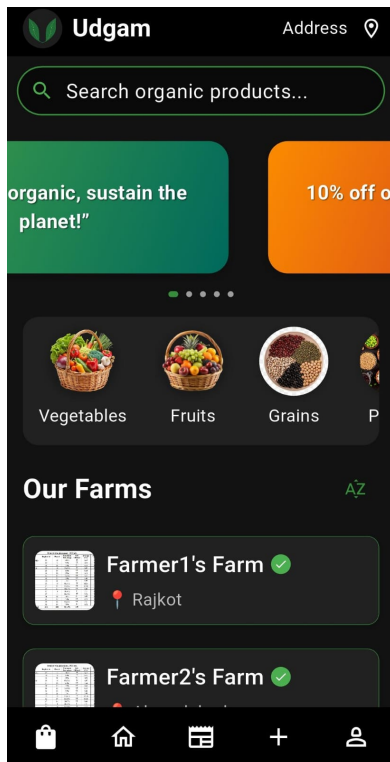 Udgam
Address
Search organic products...
organic, sustain the
planet!”
10% off o
Vegetables
Fruits
Grains
P
Our Farms
AZ
Farmer1's Farm
Rajkot
Farmer2's Farm